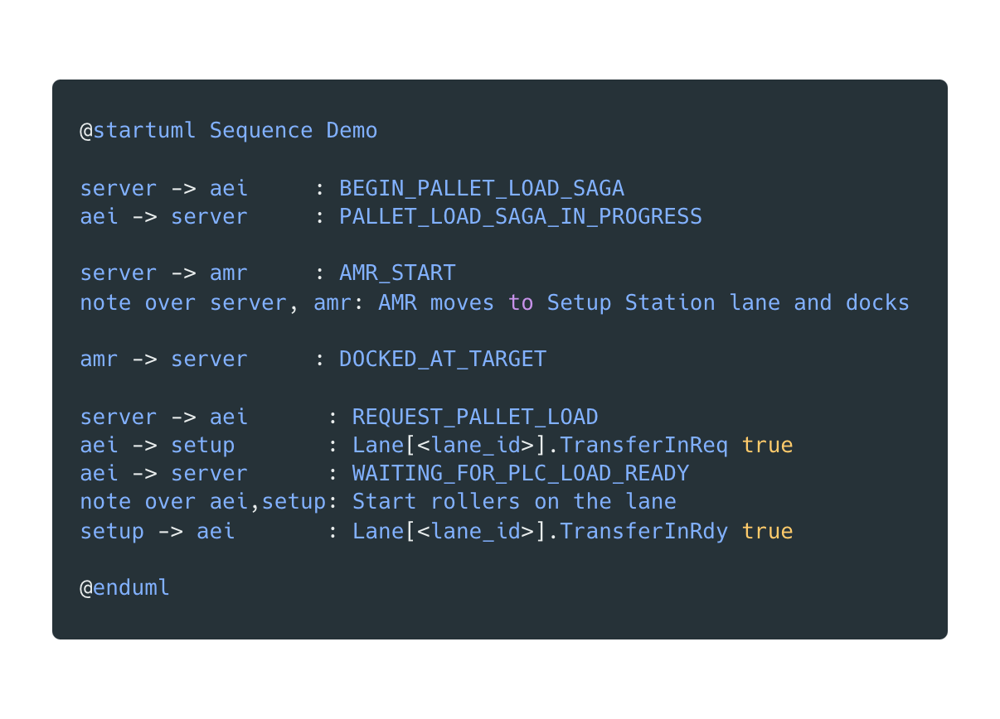 @startuml Sequence Demo
server -> aei     : BEGIN_PALLET_LOAD_SAGA
aei -> server     : PALLET_LOAD_SAGA_IN_PROGRESS
server -> amr     : AMR_START
note over server, amr: AMR moves to Setup Station lane and docks
amr -> server     : DOCKED_AT_TARGET
server -> aei      : REQUEST_PALLET_LOAD
aei -> setup       : Lane[<lane_id>].TransferInReq true
aei -> server      : WAITING_FOR_PLC_LOAD_READY
note over aei,setup: Start rollers on the lane
setup -> aei       : Lane[<lane_id>].TransferInRdy true
@enduml